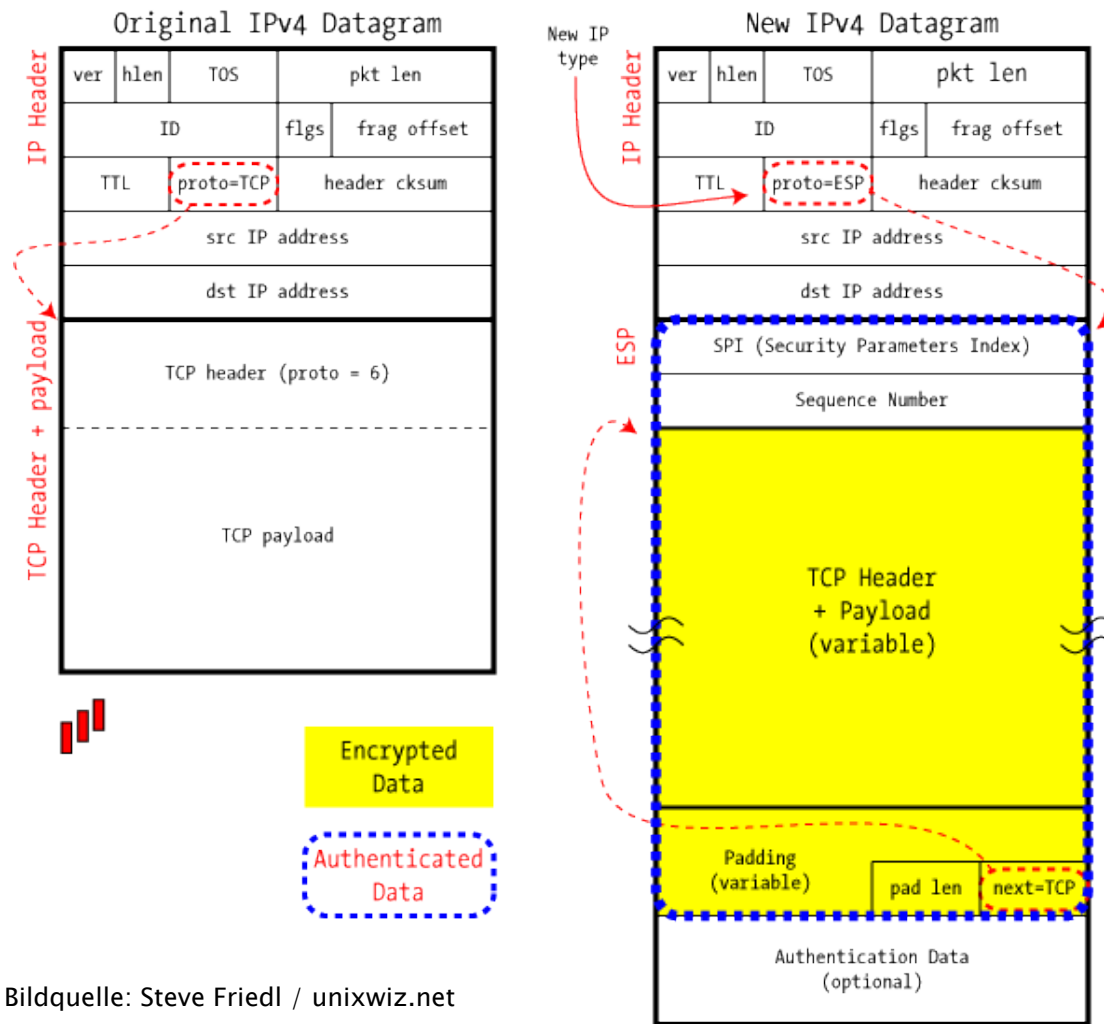 Original IPv4 Datagram
IP Header
ver hlen TOS pkt len
ID flgs frag offset
TTL proto=TCP header cksum
src IP address
dst IP address
TCP Header + payload
TCP header (proto = 6)
TCP payload
Encrypted
Data
Authenticated
Data
Bildquelle: Steve Friedl / unixwiz.net
New IPv4 Datagram
New IP
type
IP Header
ver hlen TOS pkt len
ID flgs frag offset
TTL proto=ESP header cksum
src IP address
dst IP address
ESP
SPI (Security Parameters Index)
Sequence Number
TCP Header
+ Payload
(variable)
Padding
(variable)
pad len next=TCP
Authentication Data
(optional)